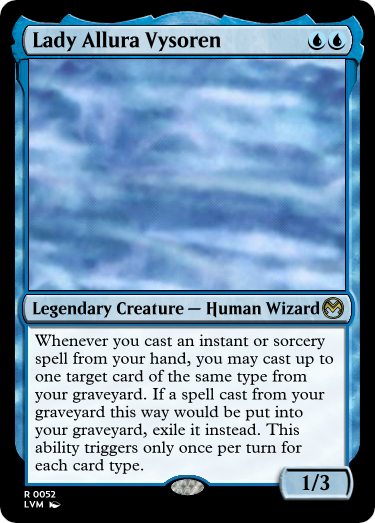 Lady Allura Vysoren
Legendary Creature — Human Wizard
Whenever you cast an instant or sorcery
spell from your hand, you may cast up to
one target card of the same type from
your graveyard. If a spell cast from your
graveyard this way would be put into
your graveyard, exile it instead. This
ability triggers only once per turn for
each card type.
1/3
R 0052
LVM